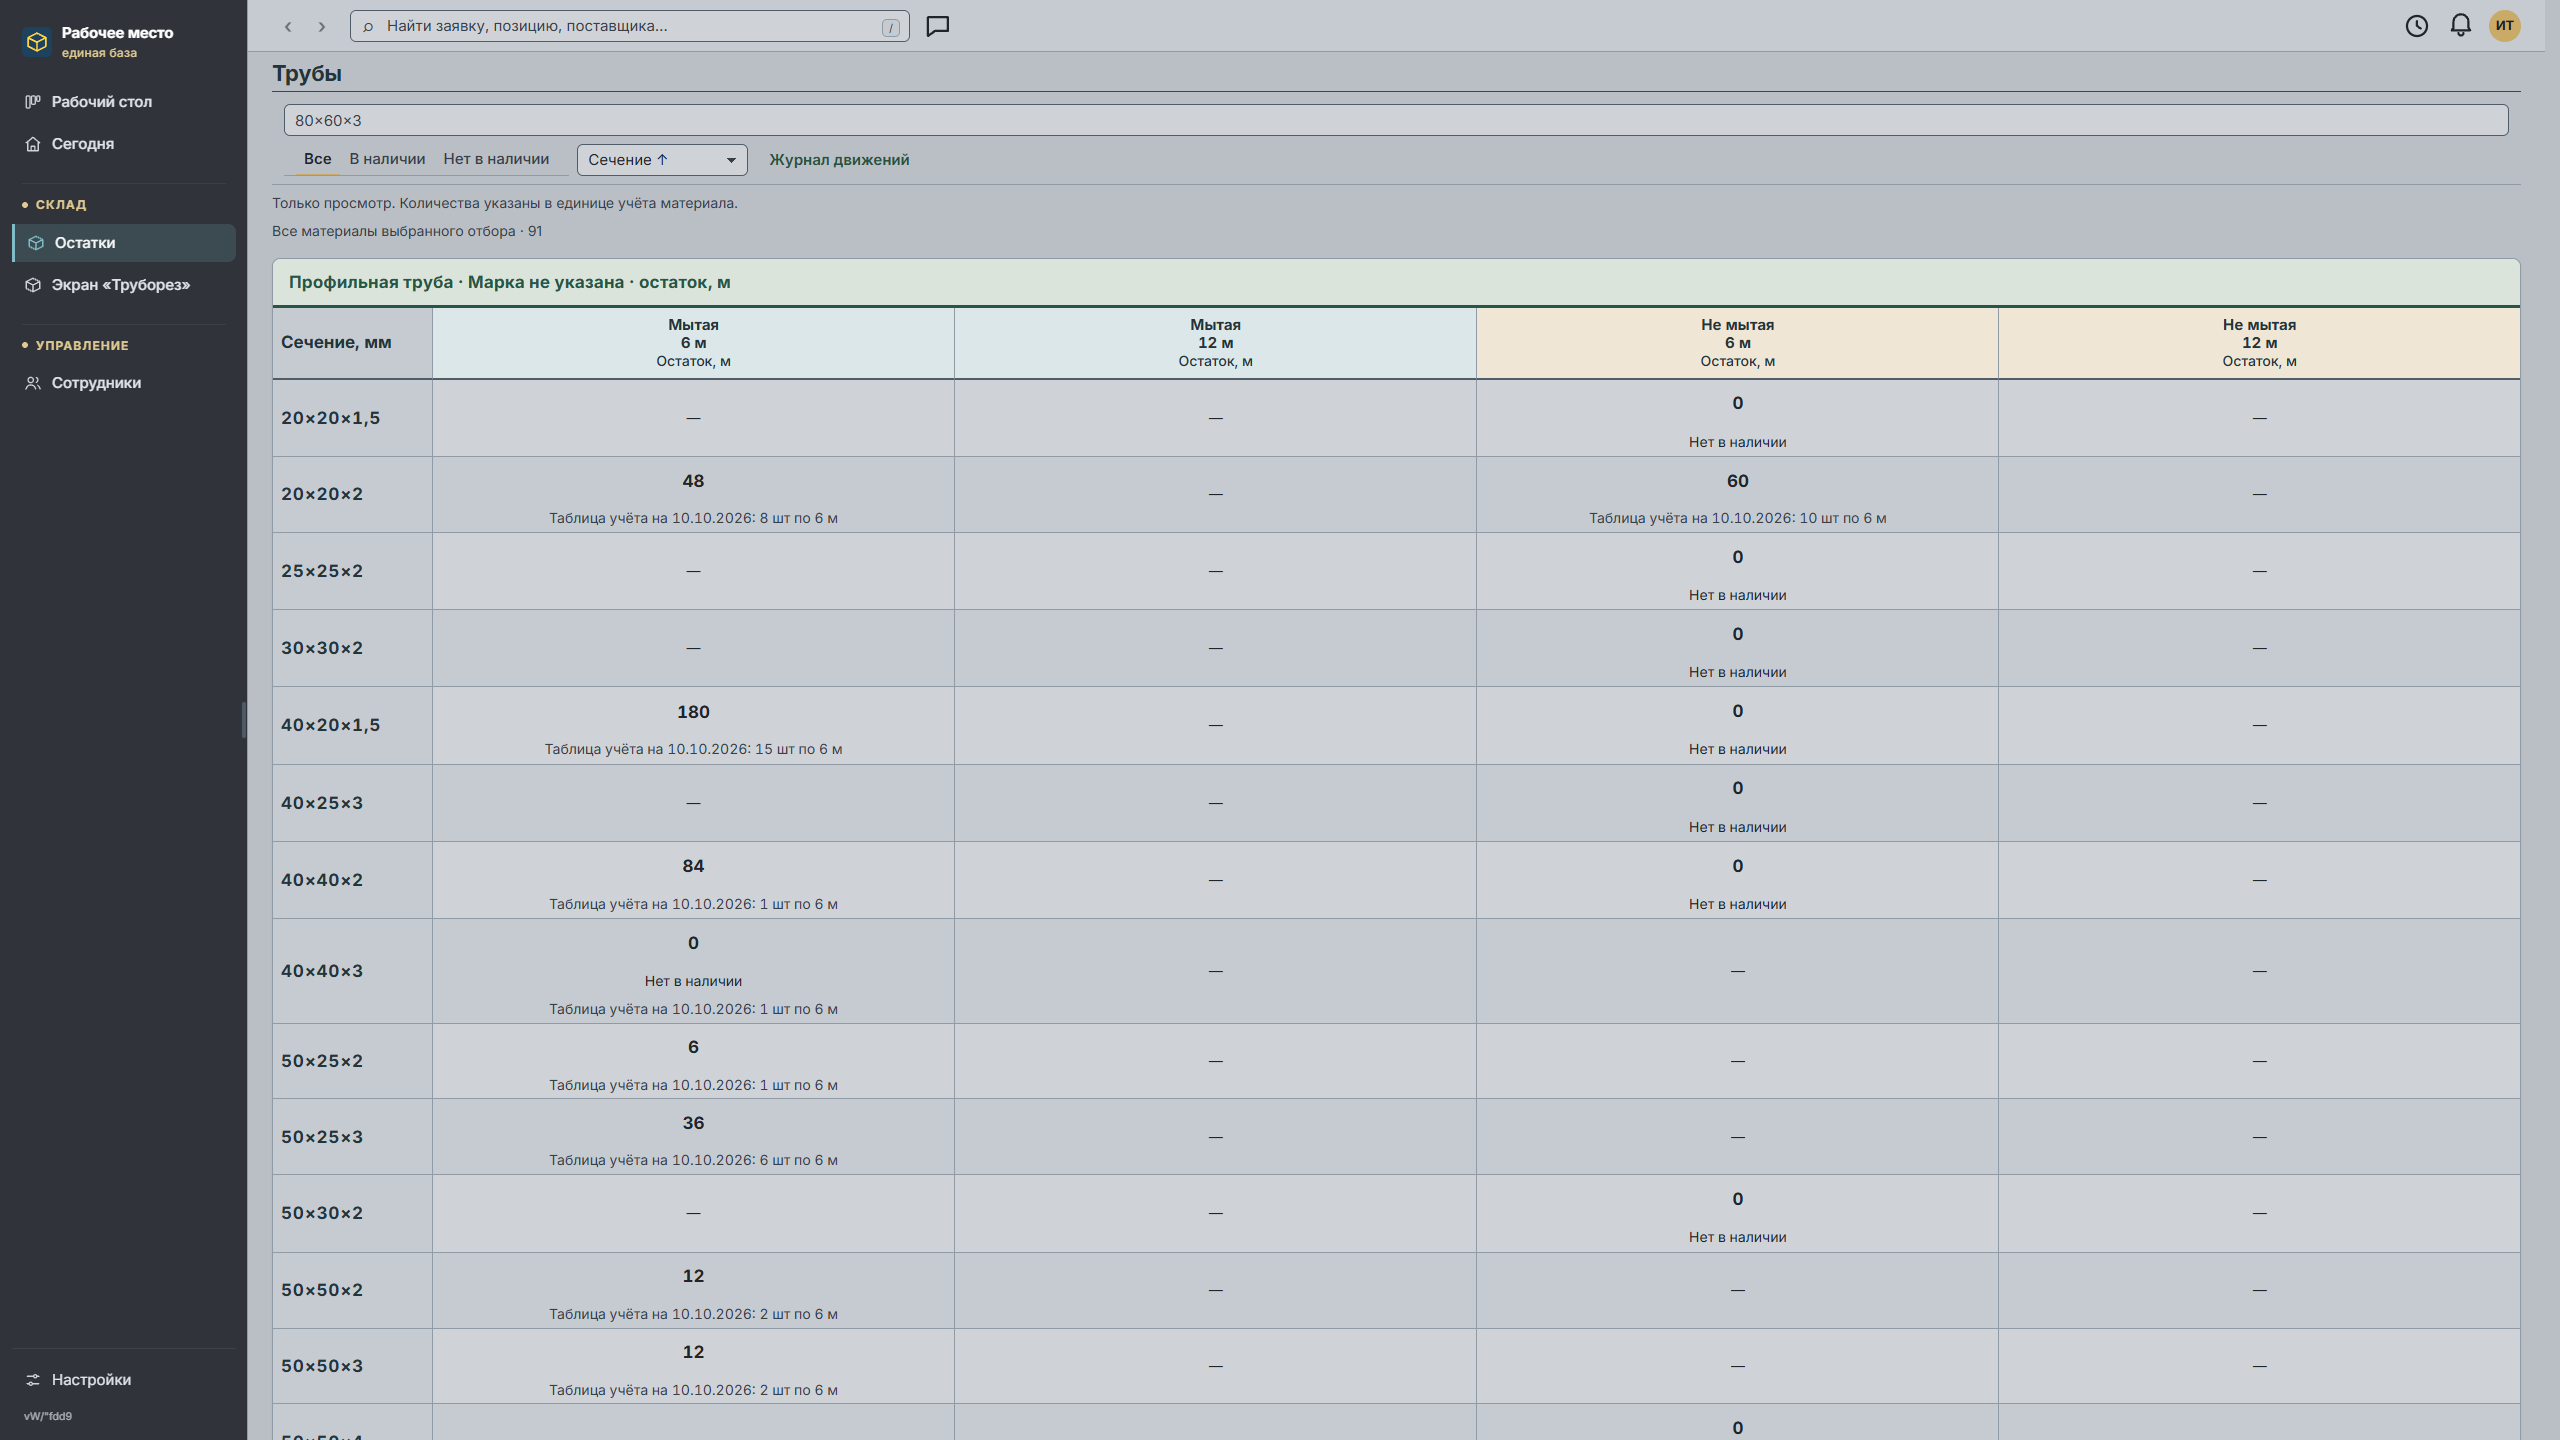 Рабочее место
единая база
Рабочий стол
Сегодня
СКЛАД
Остатки
Экран «Труборез»
УПРАВЛЕНИЕ
Сотрудники
Настройки
vW/"fdd9
Найти заявку, позицию, поставщика...
/
ИТ
Трубы
80×60×3
Все В наличии Нет в наличии Сечение ↑ Журнал движений
Только просмотр. Количества указаны в единице учёта материала.
Все материалы выбранного отбора · 91
Профильная труба · Марка не указана · остаток, м
Сечение, мм
Мытая
6 м
Остаток, м
Мытая
12 м
Остаток, м
Не мытая
6 м
Остаток, м
Не мытая
12 м
Остаток, м
20×20×1,5
—
—
0
Нет в наличии
—
20×20×2
48
Таблица учёта на 10.10.2026: 8 шт по 6 м
—
60
Таблица учёта на 10.10.2026: 10 шт по 6 м
—
25×25×2
—
—
0
Нет в наличии
—
30×30×2
—
—
0
Нет в наличии
—
40×20×1,5
180
Таблица учёта на 10.10.2026: 15 шт по 6 м
—
0
Нет в наличии
—
40×25×3
—
—
0
Нет в наличии
—
40×40×2
84
Таблица учёта на 10.10.2026: 1 шт по 6 м
—
0
Нет в наличии
—
40×40×3
0
Нет в наличии
Таблица учёта на 10.10.2026: 1 шт по 6 м
—
—
—
50×25×2
6
Таблица учёта на 10.10.2026: 1 шт по 6 м
—
—
—
50×25×3
36
Таблица учёта на 10.10.2026: 6 шт по 6 м
—
—
—
50×30×2
—
—
0
Нет в наличии
—
50×50×2
12
Таблица учёта на 10.10.2026: 2 шт по 6 м
—
—
—
50×50×3
12
Таблица учёта на 10.10.2026: 2 шт по 6 м
—
—
—
0